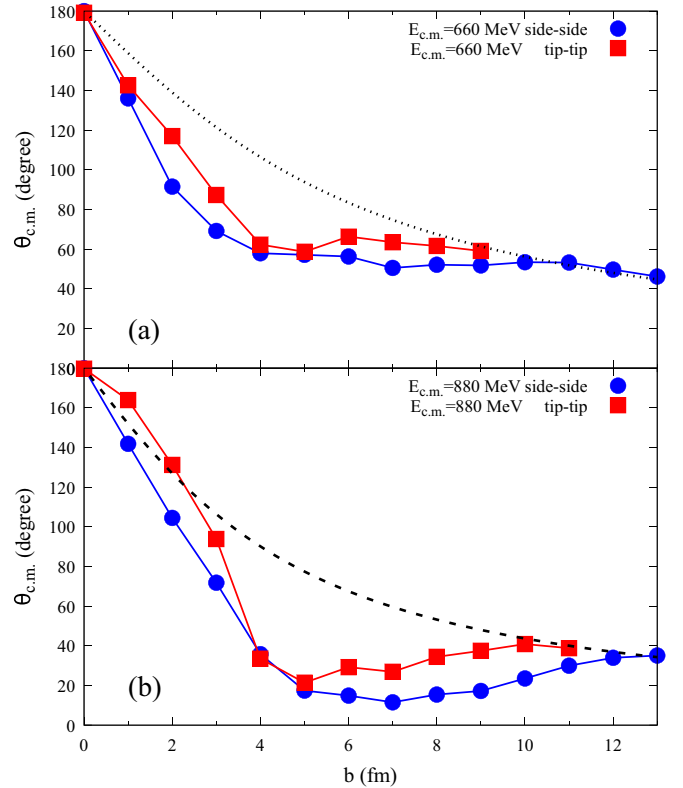 180
160
140
120
100
80
60
40
20
0
θc.m. (degree)
Ec.m.=660 MeV side-side
Ec.m.=660 MeV tip-tip
(a)
180
160
140
120
100
80
60
40
20
0
θc.m. (degree)
Ec.m.=880 MeV side-side
Ec.m.=880 MeV tip-tip
(b)
0 2 4 6 8 10 12
b (fm)